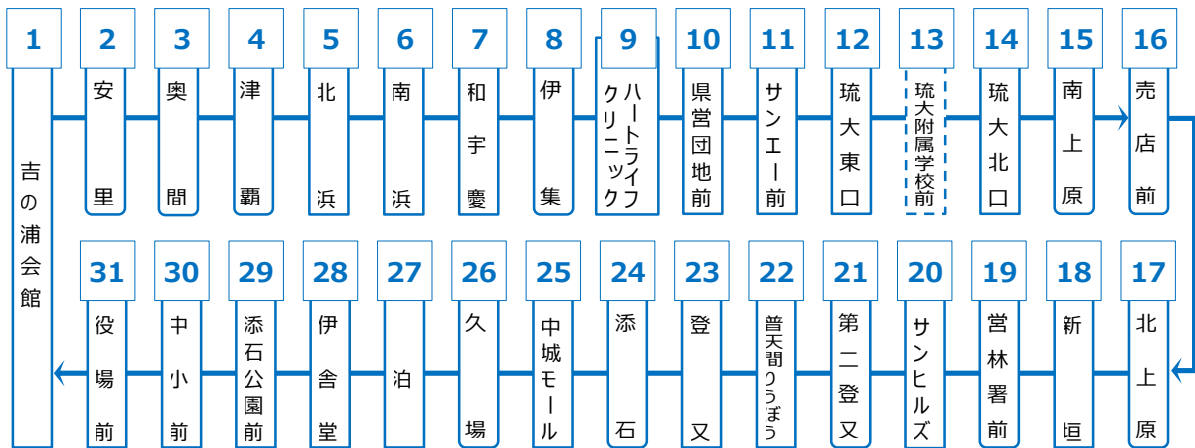 1
吉の浦会館
2
安里
3
奥間
4
津覇
5
北浜
6
南浜
7
和宇慶
8
伊集
9
ハートライフ
クリニック
10
県営団地前
11
サンエー前
12
琉大東口
13
琉大附属学校前
14
琉大北口
15
南上原
16
売店前
17
北上原
18
新垣
19
営林署前
20
サンヒルズ
21
第二登又
22
普天間りうぼう
23
登又
24
添石
25
中城モール
26
久場
27
泊
28
伊舎堂
29
添石公園前
30
中小前
31
役場前